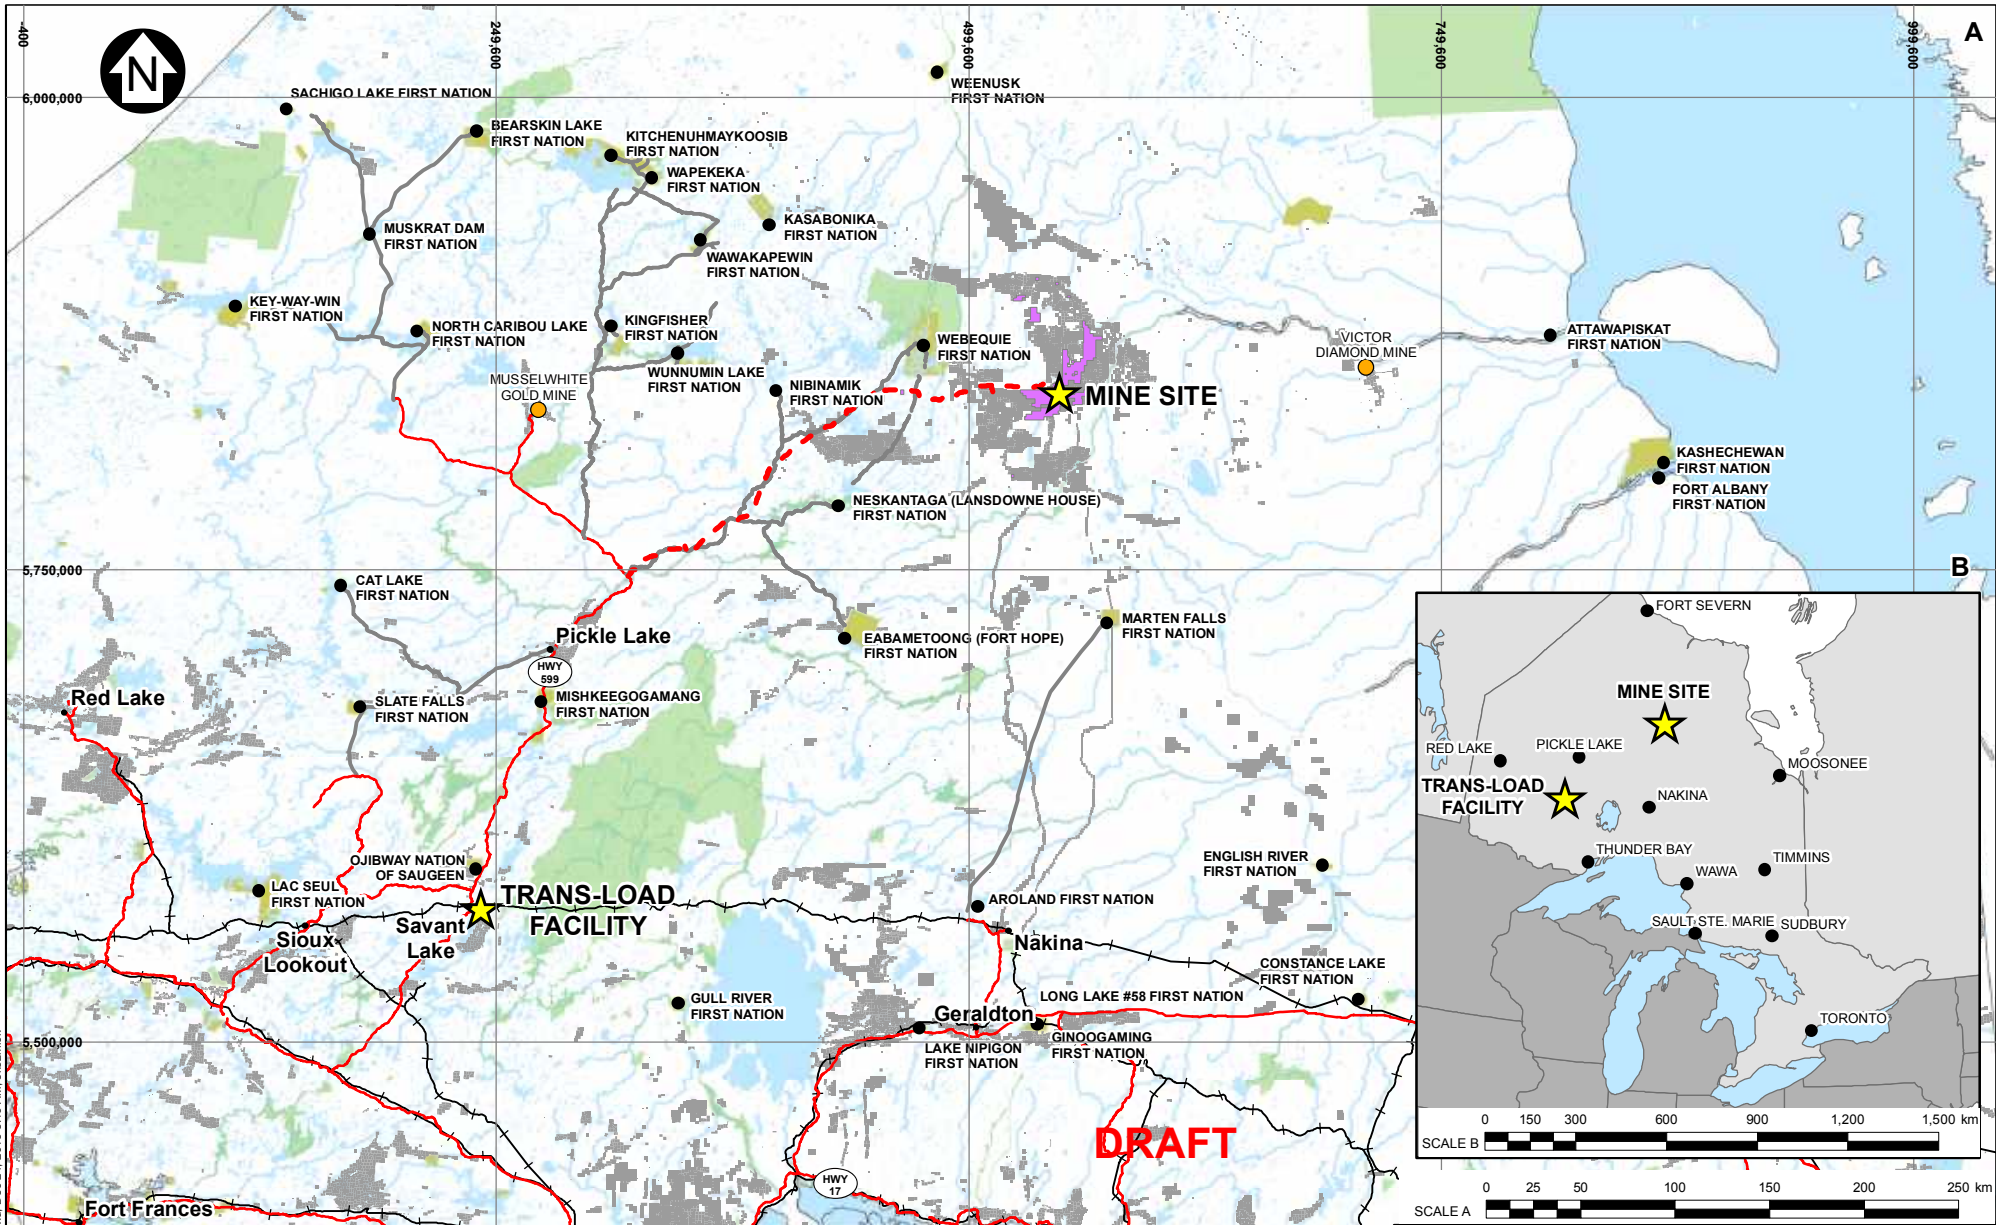 -400
249,600
499,600
749,600
999,600
A
N
6,000,000
SACHIGO LAKE FIRST NATION
WEENUSK
FIRST NATION
BEARSKIN LAKE
FIRST NATION
KITCHENUHMAYKOOSIB
FIRST NATION
WAPEKEKA
FIRST NATION
KASABONIKA
FIRST NATION
MUSKRAT DAM
FIRST NATION
WAWAKAPEWIN
FIRST NATION
KEY-WAY-WIN
FIRST NATION
NORTH CARIBOU LAKE
FIRST NATION
KINGFISHER
FIRST NATION
WEBEQUIE
FIRST NATION
VICTOR
DIAMOND MINE
ATTAWAPISKAT
FIRST NATION
MUSSELWHITE
GOLD MINE
WUNNUMIN LAKE
FIRST NATION
NIBINAMIK
FIRST NATION
MINE SITE
KASHECHEWAN
FIRST NATION
FORT ALBANY
FIRST NATION
NESKANTAGA (LANSDOWNE HOUSE)
FIRST NATION
5,750,000
CAT LAKE
FIRST NATION
Pickle Lake
HWY
599
EABAMETOONG (FORT HOPE)
FIRST NATION
MARTEN FALLS
FIRST NATION
Red Lake
SLATE FALLS
FIRST NATION
MISHKEEGOGAMANG
FIRST NATION
OJIBWAY NATION
OF SAUGEEN
LAC SEUL
FIRST NATION
TRANS-LOAD
FACILITY
Savant
Lake
Sioux
Lookout
ENGLISH RIVER
FIRST NATION
AROLAND FIRST NATION
Nakina
CONSTANCE LAKE
FIRST NATION
GULL RIVER
FIRST NATION
LONG LAKE #58 FIRST NATION
Geraldton
GINOOGAMING
FIRST NATION
LAKE NIPIGON
FIRST NATION
5,500,000
DRAFT
HWY
17
Fort Frances
B
FORT SEVERN
MINE SITE
RED LAKE
PICKLE LAKE
MOOSONEE
TRANS-LOAD
FACILITY
NAKINA
THUNDER BAY
WAWA
TIMMINS
SAULT STE. MARIE
SUDBURY
TORONTO
0 150 300 600 900 1,200 1,500 km
SCALE B
0 25 50 100 150 200 250 km
SCALE A